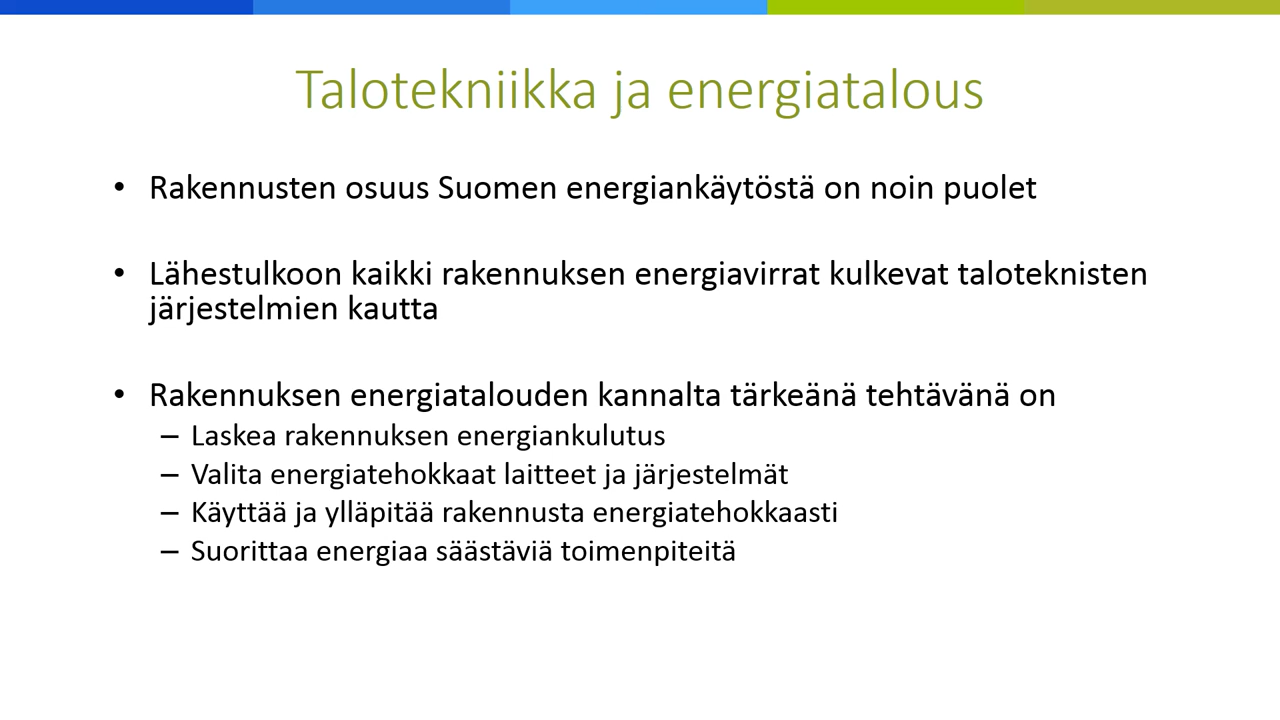 Talotekniikka ja energiatalous
• Rakennusten osuus Suomen energiankäytöstä on noin puolet
• Lähestulkoon kaikki rakennuksen energiavirrat kulkevat taloteknisten
järjestelmien kautta
• Rakennuksen energiatalouden kannalta tärkeänä tehtävänä on
– Laskea rakennuksen energiankulutus
– Valita energiatehokkaat laitteet ja järjestelmät
– Käyttää ja ylläpitää rakennusta energiatehokkaasti
– Suorittaa energiaa säästäviä toimenpiteitä